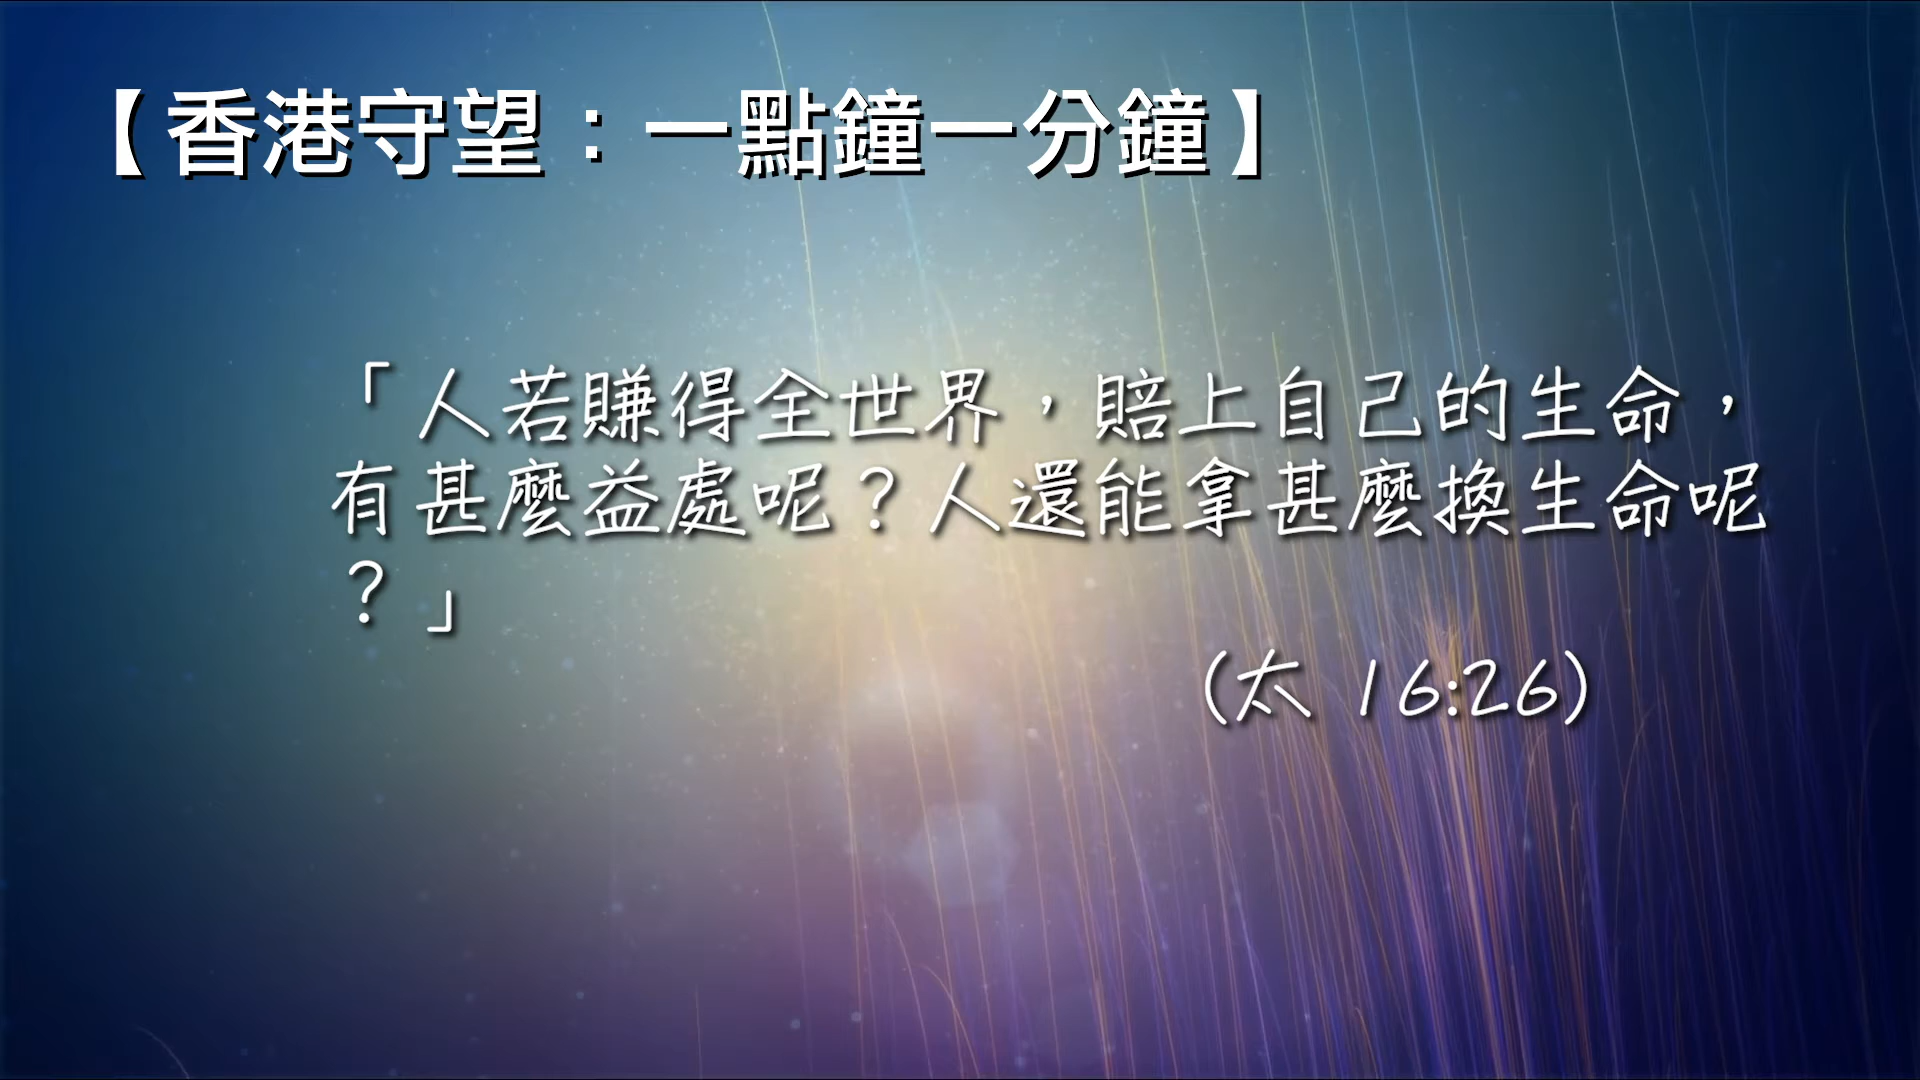 【香港守望：一點鐘一分鐘】
「人若賺得全世界，賠上自己的生命，
有甚麼益處呢？人還能拿甚麼換生命呢
？」
(太 16:26)